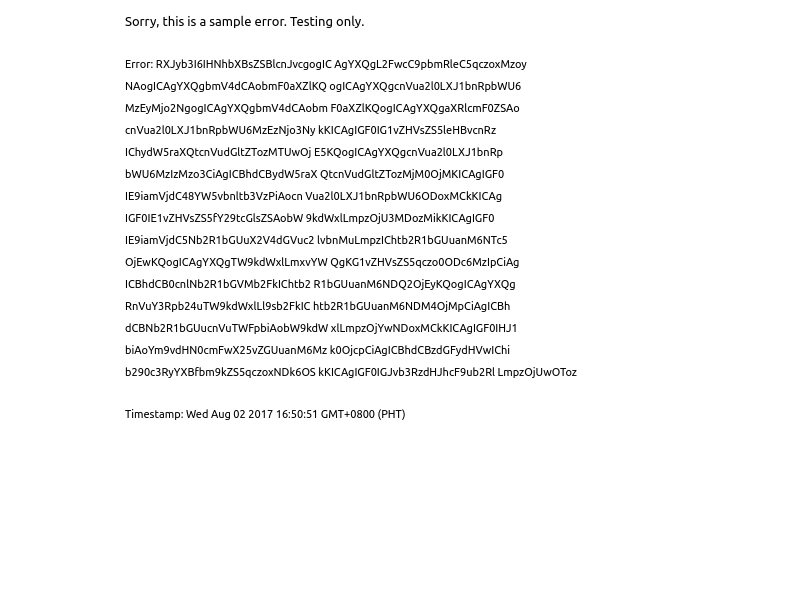 Sorry, this is a sample error. Testing only.
Error: RXJyb3I6IHNhbXBsZSBlcnJvcgogIC AgYXQgL2FwcC9pbmRleC5qczoxMzoy
NAogICAgYXQgbmV4dCAobmF0aXZlKQ ogICAgYXQgcnVua2l0LXJ1bnRpbWU6
MzEyMjo2NgogICAgYXQgbmV4dCAobm F0aXZlKQogICAgYXQgaXRlcmF0ZSAo
cnVua2l0LXJ1bnRpbWU6MzEzNjo3Ny kKICAgIGF0IG1vZHVsZS5leHBvcnRz
IChydW5raXQtcnVudGltZTozMTUwOj E5KQogICAgYXQgcnVua2l0LXJ1bnRp
bWU6MzIzMzo3CiAgICBhdCBydW5raX QtcnVudGltZTozMjM0OjMKICAgIGF0
IE9iamVjdC48YW5vbnltb3VzPiAocn Vua2l0LXJ1bnRpbWU6ODoxMCkKICAg
IGF0IE1vZHVsZS5fY29tcGlsZSAobW 9kdWxlLmpzOjU3MDozMikKICAgIGF0
IE9iamVjdC5Nb2R1bGUuX2V4dGVuc2 lvbnMuLmpzIChtb2R1bGUuanM6NTc5
OjEwKQogICAgYXQgTW9kdWxlLmxvYW QgKG1vZHVsZS5qczo0ODc6MzIpCiAg
ICBhdCB0cnlNb2R1bGVMb2FkIChtb2 R1bGUuanM6NDQ2OjEyKQogICAgYXQg
RnVuY3Rpb24uTW9kdWxlLl9sb2FkIC htb2R1bGUuanM6NDM4OjMpCiAgICBh
dCBNb2R1bGUucnVuTWFpbiAobW9kdW xlLmpzOjYwNDoxMCkKICAgIGF0IHJ1
biAoYm9vdHN0cmFwX25vZGUuanM6Mz k0OjcpCiAgICBhdCBzdGFydHVwIChi
b290c3RyYXBfbm9kZS5qczoxNDk6OS kKICAgIGF0IGJvb3RzdHJhcF9ub2Rl LmpzOjUwOToz
Timestamp: Wed Aug 02 2017 16:50:51 GMT+0800 (PHT)